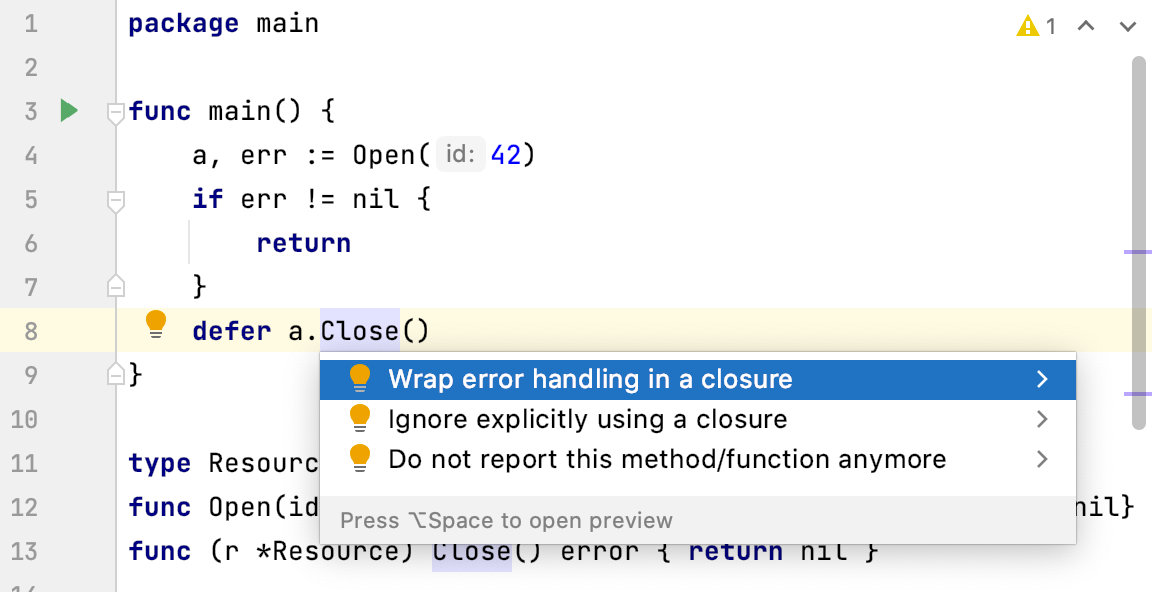 1 package main
1
2
3 func main() {
4 a, err := Open( id: 42)
5 if err != nil {
6 return
7 }
8 defer a.Close()
9 }
Wrap error handling in a closure
10 Ignore explicitly using a closure
11 type Resourc
Do not report this method/function anymore
12 func Open(id
nil}
Press ⌥Space to open preview
13 func (r *Resource) Close() error { return nil }